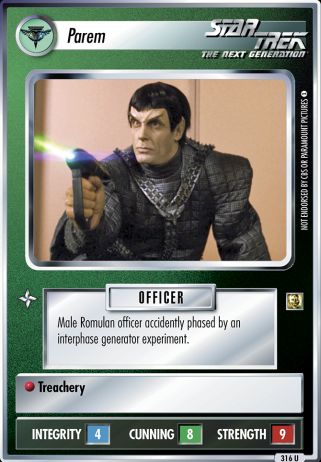 Parem
STAR TREK
THE NEXT GENERATION
NOT ENDORSED BY CBS OR PARAMOUNT PICTURES
OFFICER
Male Romulan officer accidently phased by an
interphase generator experiment.
Treachery
INTEGRITY 4 CUNNING 8 STRENGTH 9
316 U